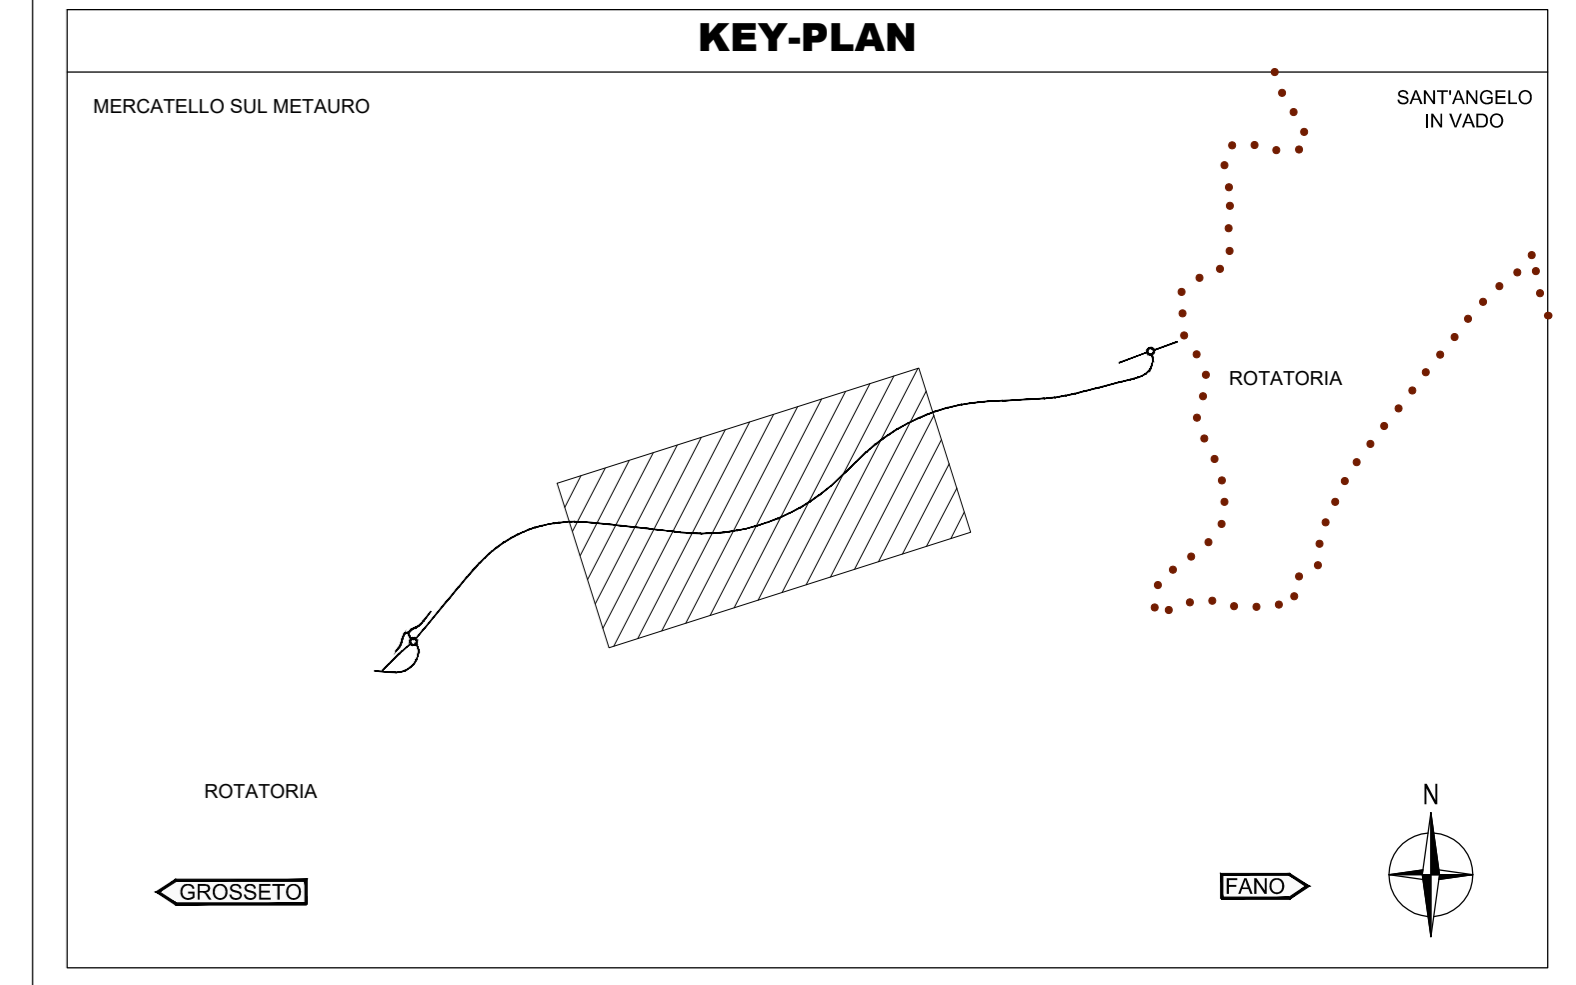 KEY-PLAN
MERCATELLO SUL METAURO
SANT'ANGELO
IN VADO
ROTATORIA
ROTATORIA
N
GROSSETO
FANO